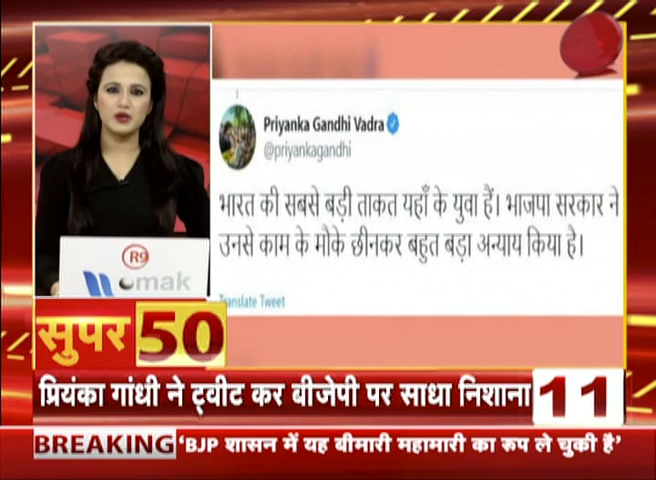 Priyanka Gandhi Vadra
@priyankagandhi
भारत की सबसे बड़ी ताकत यहाँ के युवा हैं। भाजपा सरकार ने
उनसे काम के मौके छीनकर बहुत बड़ा अन्याय किया है।
Translate Tweet
R9
omak
सुपर 50
प्रियंका गांधी ने ट्वीट कर बीजेपी पर साधा निशाना 11
BREAKING ‘BJP शासन में यह बीमारी महामारी का रूप ले चुकी है’